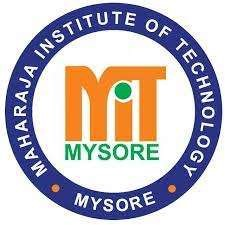 MAHARAJA INSTITUTE OF TECHNOLOGY
MiT
MYSORE
• MYSORE •